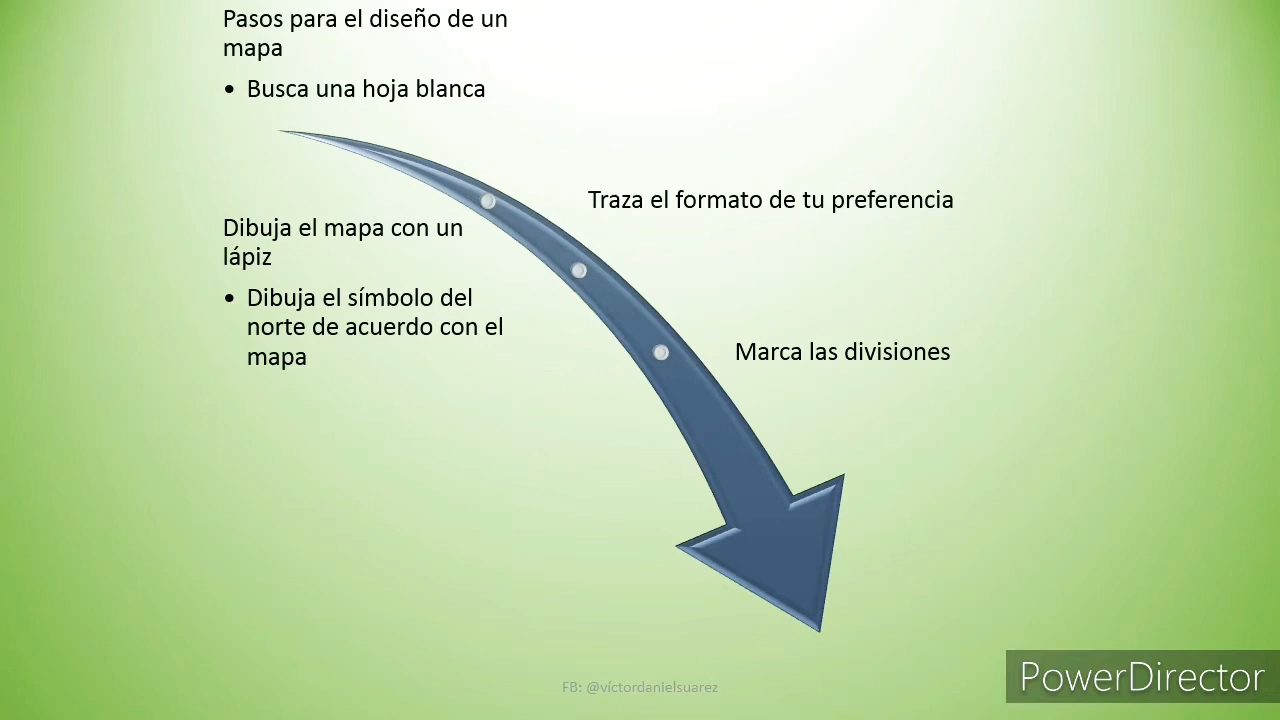 Pasos para el diseño de un
mapa
• Busca una hoja blanca
Traza el formato de tu preferencia
Dibuja el mapa con un
lápiz
• Dibuja el símbolo del
norte de acuerdo con el
mapa
Marca las divisiones
FB: @víctordanielsuarez
PowerDirector